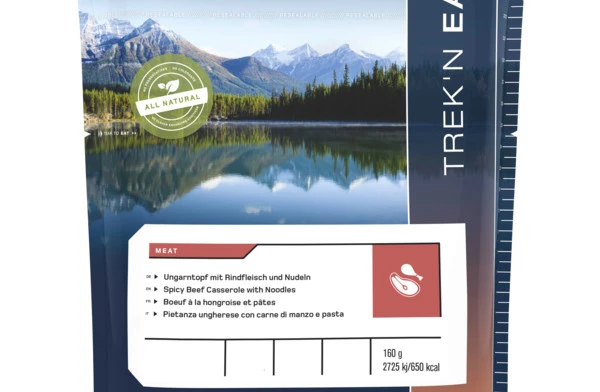 TREK'N EA
ALL NATURAL
MEAT
DE ▶ Ungarntopf mit Rindfleisch und Nudeln
EN ▶ Spicy Beef Casserole with Noodles
FR ▶ Boeuf à la hongroise et pâtes
IT ▶ Pietanza ungherese con carne di manzo e pasta
160 g
2725 kj/650 kcal